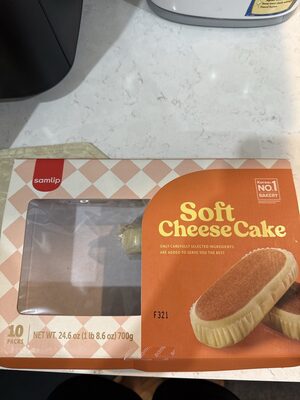 samlip
Korea's
NO.1
BAKERY
Soft
Cheese Cake
ONLY CAREFULLY SELECTED INGREDIENTS
ARE ADDED TO SERVE YOU THE BEST
F321
10
PACKS
NET WT. 24.6 oz (1 lb 8.6 oz) 700g